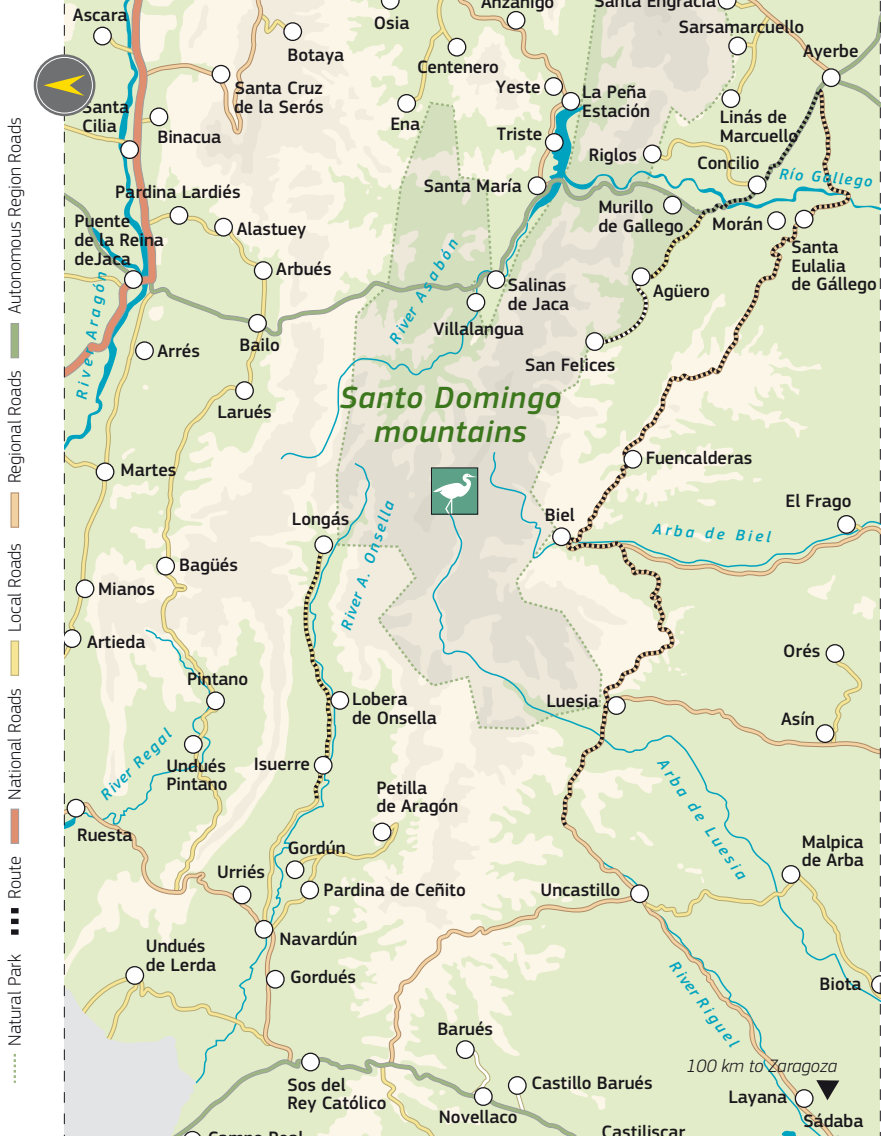 Ascara
Osia
Anzánigo
Santa Engracia
Botaya
Sarsamarcuello
Centenero
Ayerbe
Santa Cruz
de la Serós
Yeste
La Peña
Estación
Santa
Cilia
Binacua
Ena
Triste
Linás de
Marcuello
Riglos
Concilio
Río Gállego
Pardina Lardiés
Santa María
Murillo
de Gallego
Morán
Puente
de la Reina
deJaca
Alastuey
Santa
Eulalia
de Gállego
River Aragón
Arbués
River Asabón
Salinas
de Jaca
Agüero
Villalangua
Arrés
Bailo
San Felices
Larués
Santo Domingo
mountains
Martes
Fuencalderas
El Frago
Longás
Biel
Arba de Biel
River A. Onsella
Bagüés
Mianos
Artieda
Orés
Pintano
Lobera
de Onsella
Luesia
Asín
River Regal
Undués
Pintano
Isuerre
Petilla
de Aragón
Arba de Luesia
Ruesta
Gordún
Malpica
de Arba
Urriés
Pardina de Ceñito
Uncastillo
Navardún
Undués
de Lerda
Gordués
Biota
River Riguel
Barués
100 km to Zaragoza
Sos del
Rey Católico
Castillo Barués
Layana
Novellaco
Sádaba
Castiliscar
Campo Real
Autonomous Region Roads
Regional Roads
Local Roads
National Roads
Route
Natural Park